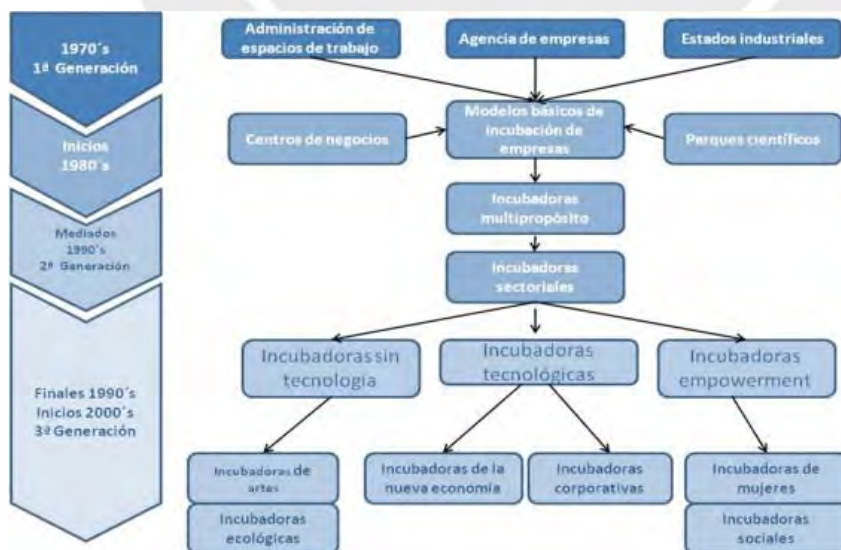 1970´s
1ª Generación
Administración de
espacios de trabajo
Agencia de empresas
Estados industriales
Inicios
1980´s
Centros de negocios
Modelos básicos de
incubación de
empresas
Parques científicos
Incubadoras
multipropósito
Mediados
1990´s
2ª Generación
Incubadoras
sectoriales
Finales 1990´s
Inicios 2000´s
3ª Generación
Incubadoras sin
tecnología
Incubadoras
tecnológicas
Incubadoras
empowerment
Incubadoras de
artes
Incubadoras
ecológicas
Incubadoras de la
nueva economía
Incubadoras
corporativas
Incubadoras de
mujeres
Incubadoras
sociales